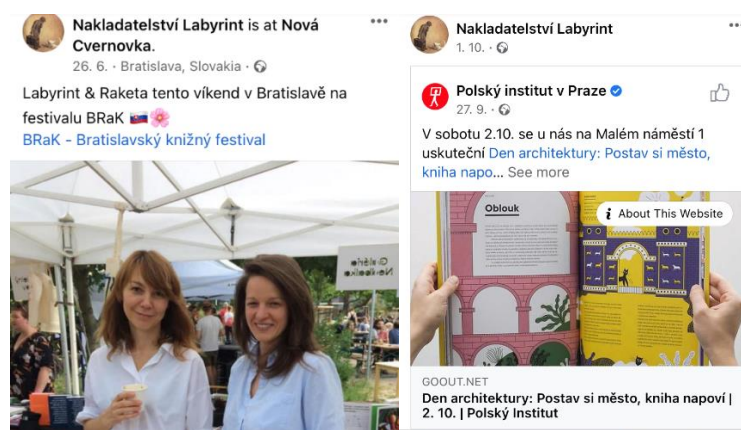 Nakladatelství Labyrint is at Nová
Cvernovka.
26. 6. · Bratislava, Slovakia ·
Labyrint & Raketa tento víkend v Bratislavě na
festivalu BRaK 🇸🇰🌸
BRaK - Bratislavský knižný festival
Nakladatelství Labyrint
1. 10. ·
Polský institut v Praze
27. 9. ·
V sobotu 2.10. se u nás na Malém náměstí 1
uskuteční Den architektury: Postav si město,
kniha napo... See more
Oblouk
i About This Website
GOOUT.NET
Den architektury: Postav si město, kniha napoví |
2. 10. | Polský Institut